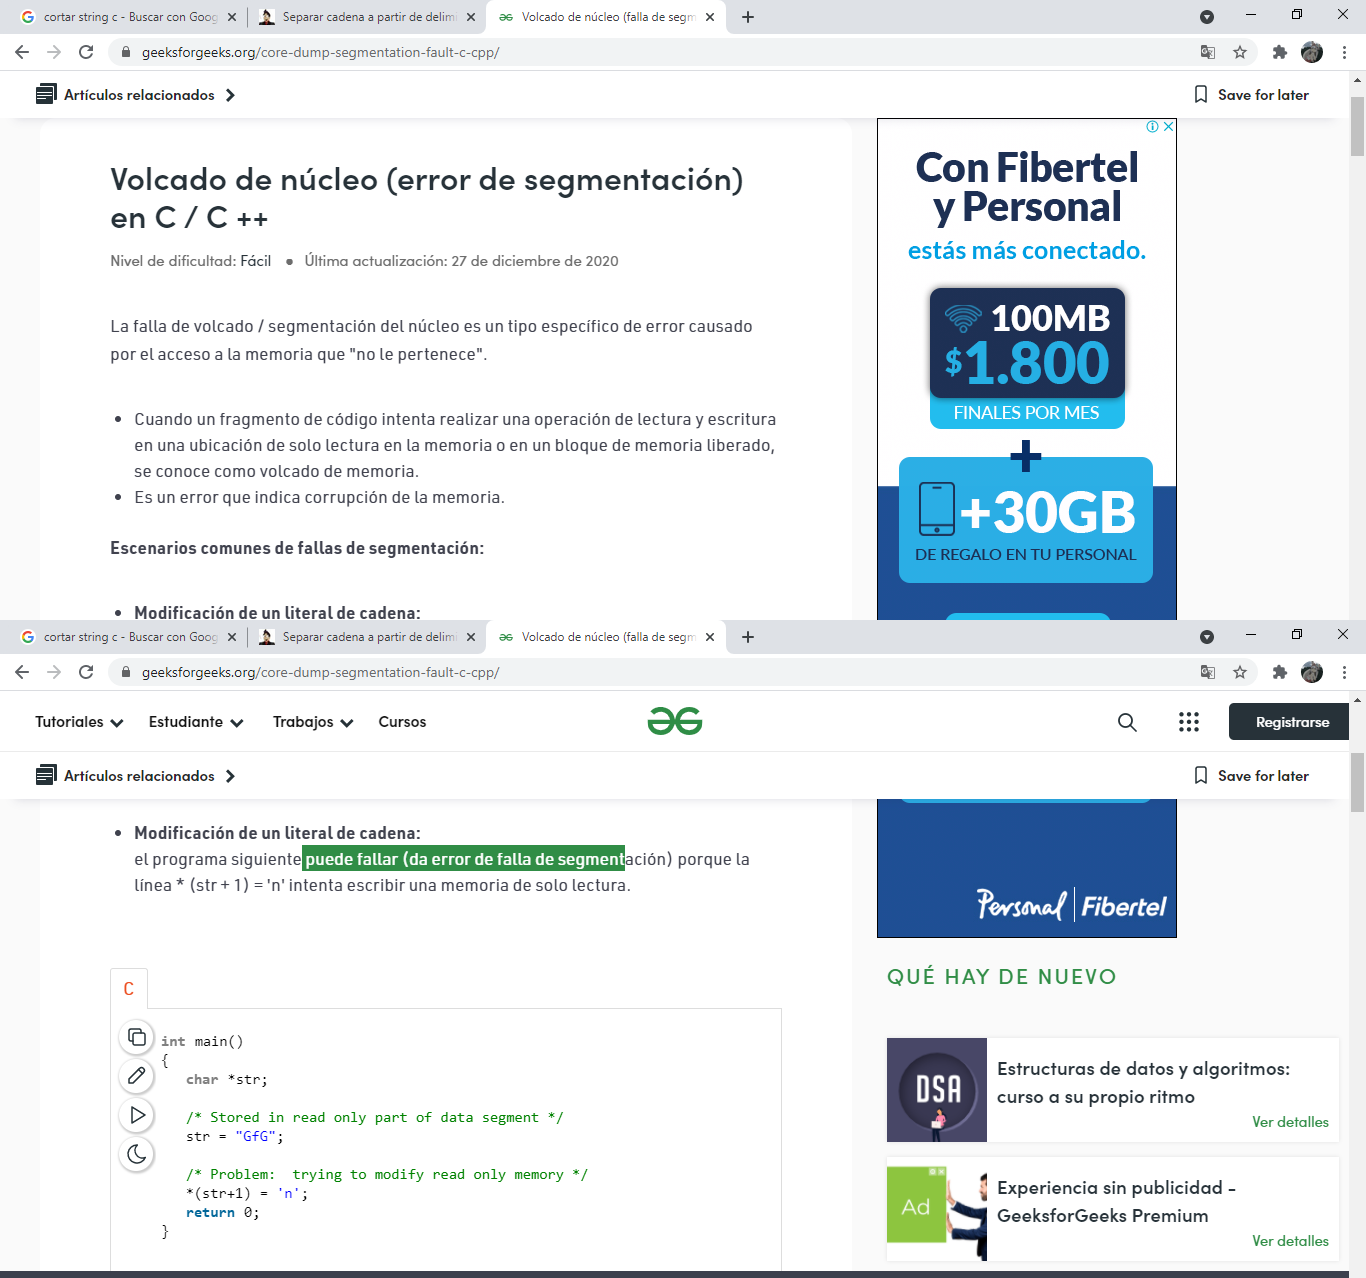 cortar string c - Buscar con Goog
Separar cadena a partir de delimi
Volcado de núcleo (falla de segm
geeksforgeeks.org/core-dump-segmentation-fault-c-cpp/
Artículos relacionados
Save for later
Volcado de núcleo (error de segmentación)
en C / C ++
Nivel de dificultad: Fácil • Última actualización: 27 de diciembre de 2020
La falla de volcado / segmentación del núcleo es un tipo específico de error causado
por el acceso a la memoria que "no le pertenece".
• Cuando un fragmento de código intenta realizar una operación de lectura y escritura
en una ubicación de solo lectura en la memoria o en un bloque de memoria liberado,
se conoce como volcado de memoria.
• Es un error que indica corrupción de la memoria.
Escenarios comunes de fallas de segmentación:
• Modificación de un literal de cadena:
Con Fibertel
y Personal
estás más conectado.
100MB
$1.800
FINALES POR MES
+
+30GB
DE REGALO EN TU PERSONAL
cortar string c - Buscar con Goog
Separar cadena a partir de delimi
Volcado de núcleo (falla de segm
geeksforgeeks.org/core-dump-segmentation-fault-c-cpp/
Tutoriales
Estudiante
Trabajos
Cursos
Registrarse
Artículos relacionados
Save for later
• Modificación de un literal de cadena:
el programa siguiente puede fallar (da error de falla de segmentación) porque la
línea * (str + 1) = 'n' intenta escribir una memoria de solo lectura.
C
int main()
{
char *str;
/* Stored in read only part of data segment */
str = "GfG";
/* Problem:  trying to modify read only memory */
*(str+1) = 'n';
return 0;
}
Personal Fibertel
QUÉ HAY DE NUEVO
DSA
Estructuras de datos y algoritmos:
curso a su propio ritmo
Ver detalles
Ad
Experiencia sin publicidad -
GeeksforGeeks Premium
Ver detalles